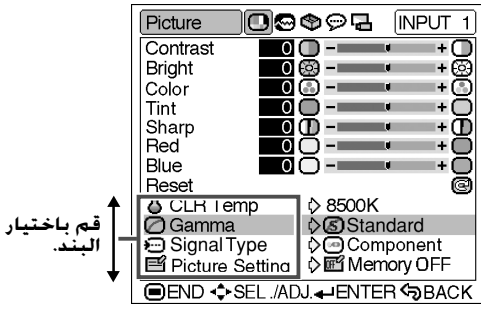 Picture INPUT 1
Contrast 0 - +
Bright 0 - +
Color 0 - +
Tint 0 - +
Sharp 0 - +
Red 0 - +
Blue 0 - +
Reset
CLR Temp 8500K
Gamma S Standard
Signal Type Component
Picture Setting OFF Memory OFF
END SEL./ADJ. ENTER BACK
قم باختيار
البند.